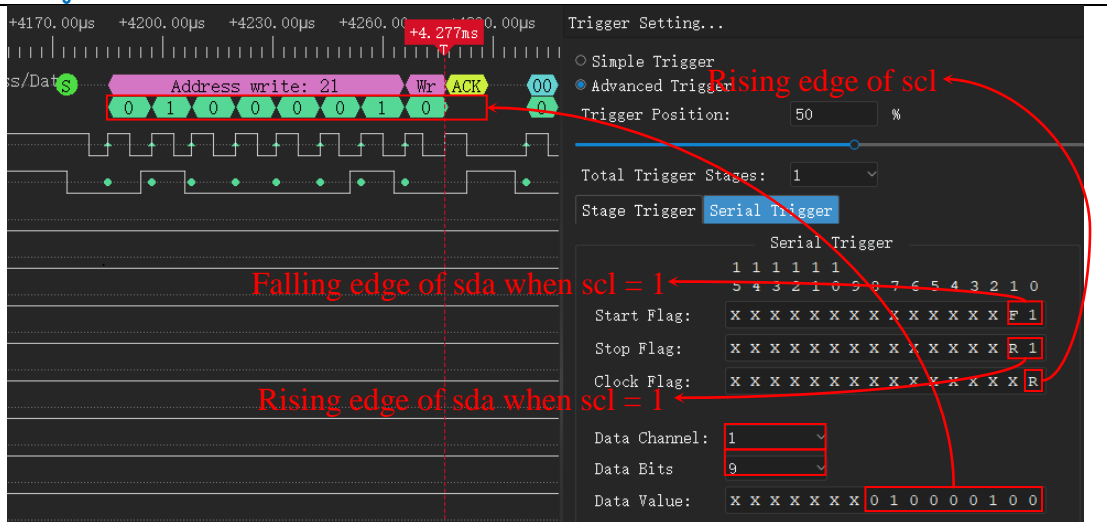 +4170.00μs +4200.00μs +4230.00μs +4260.00 0.00μs
+4.277ms
T
Trigger Setting...
Simple Trigger
Advanced Trigger
Rising edge of scl
Trigger Position: 50 %
ss/Data S Address write: 21 Wr ACK 00
0 1 0 0 0 0 1 0 0
Total Trigger Stages: 1
Stage Trigger Serial Trigger
Serial Trigger
1 1 1 1 1 1
5 4 3 2 1 0 9 8 7 6 5 4 3 2 1 0
Falling edge of sda when scl = 1
Start Flag: X X X X X X X X X X X X X X F 1
Stop Flag: X X X X X X X X X X X X X X R 1
Clock Flag: X X X X X X X X X X X X X X X R
Rising edge of sda when scl = 1
Data Channel: 1
Data Bits 9
Data Value: X X X X X X X 0 1 0 0 0 0 1 0 0